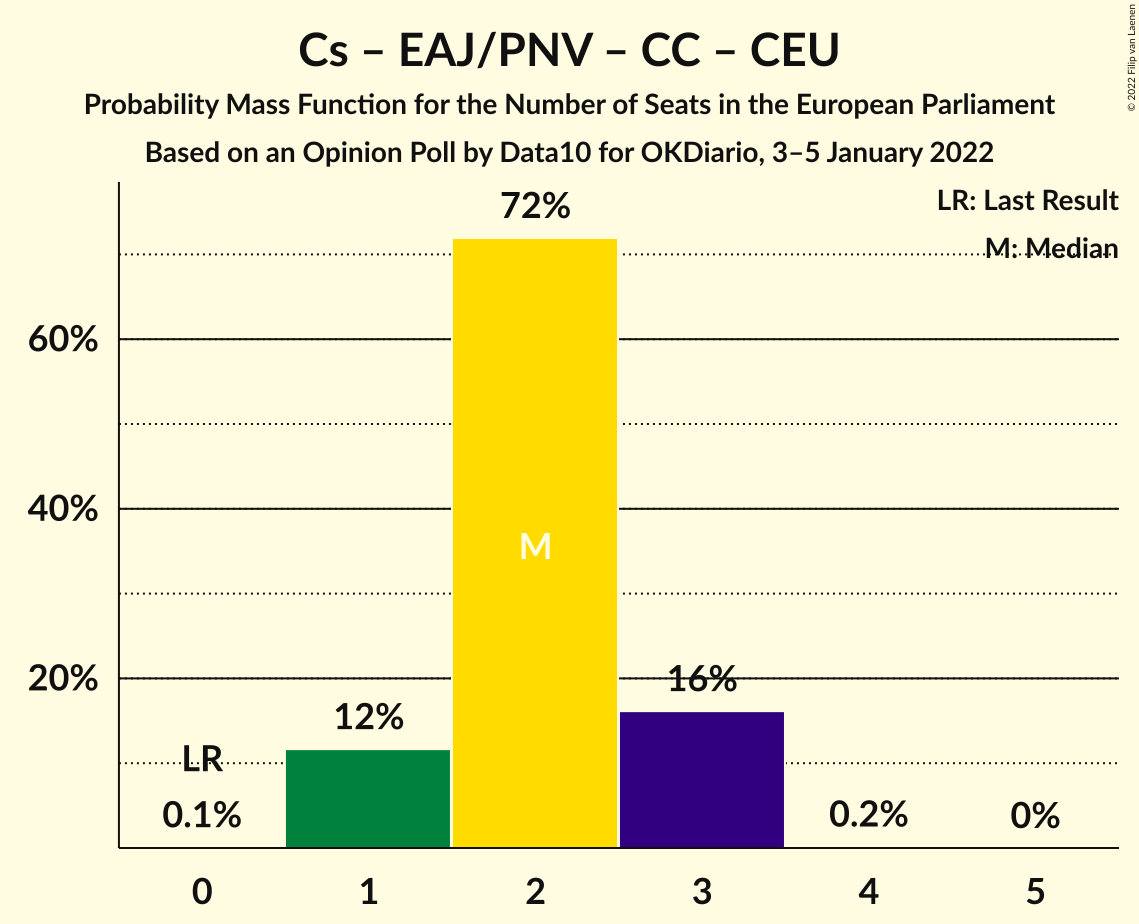 Cs – EAJ/PNV – CC – CEU
Probability Mass Function for the Number of Seats in the European Parliament
Based on an Opinion Poll by Data10 for OKDiario, 3–5 January 2022
© 2022 Filip van Laenen
LR: Last Result
M: Median
72%
60%
40%
M
20%
16%
12%
LR
0.1%
0.2%
0%
0 1 2 3 4 5